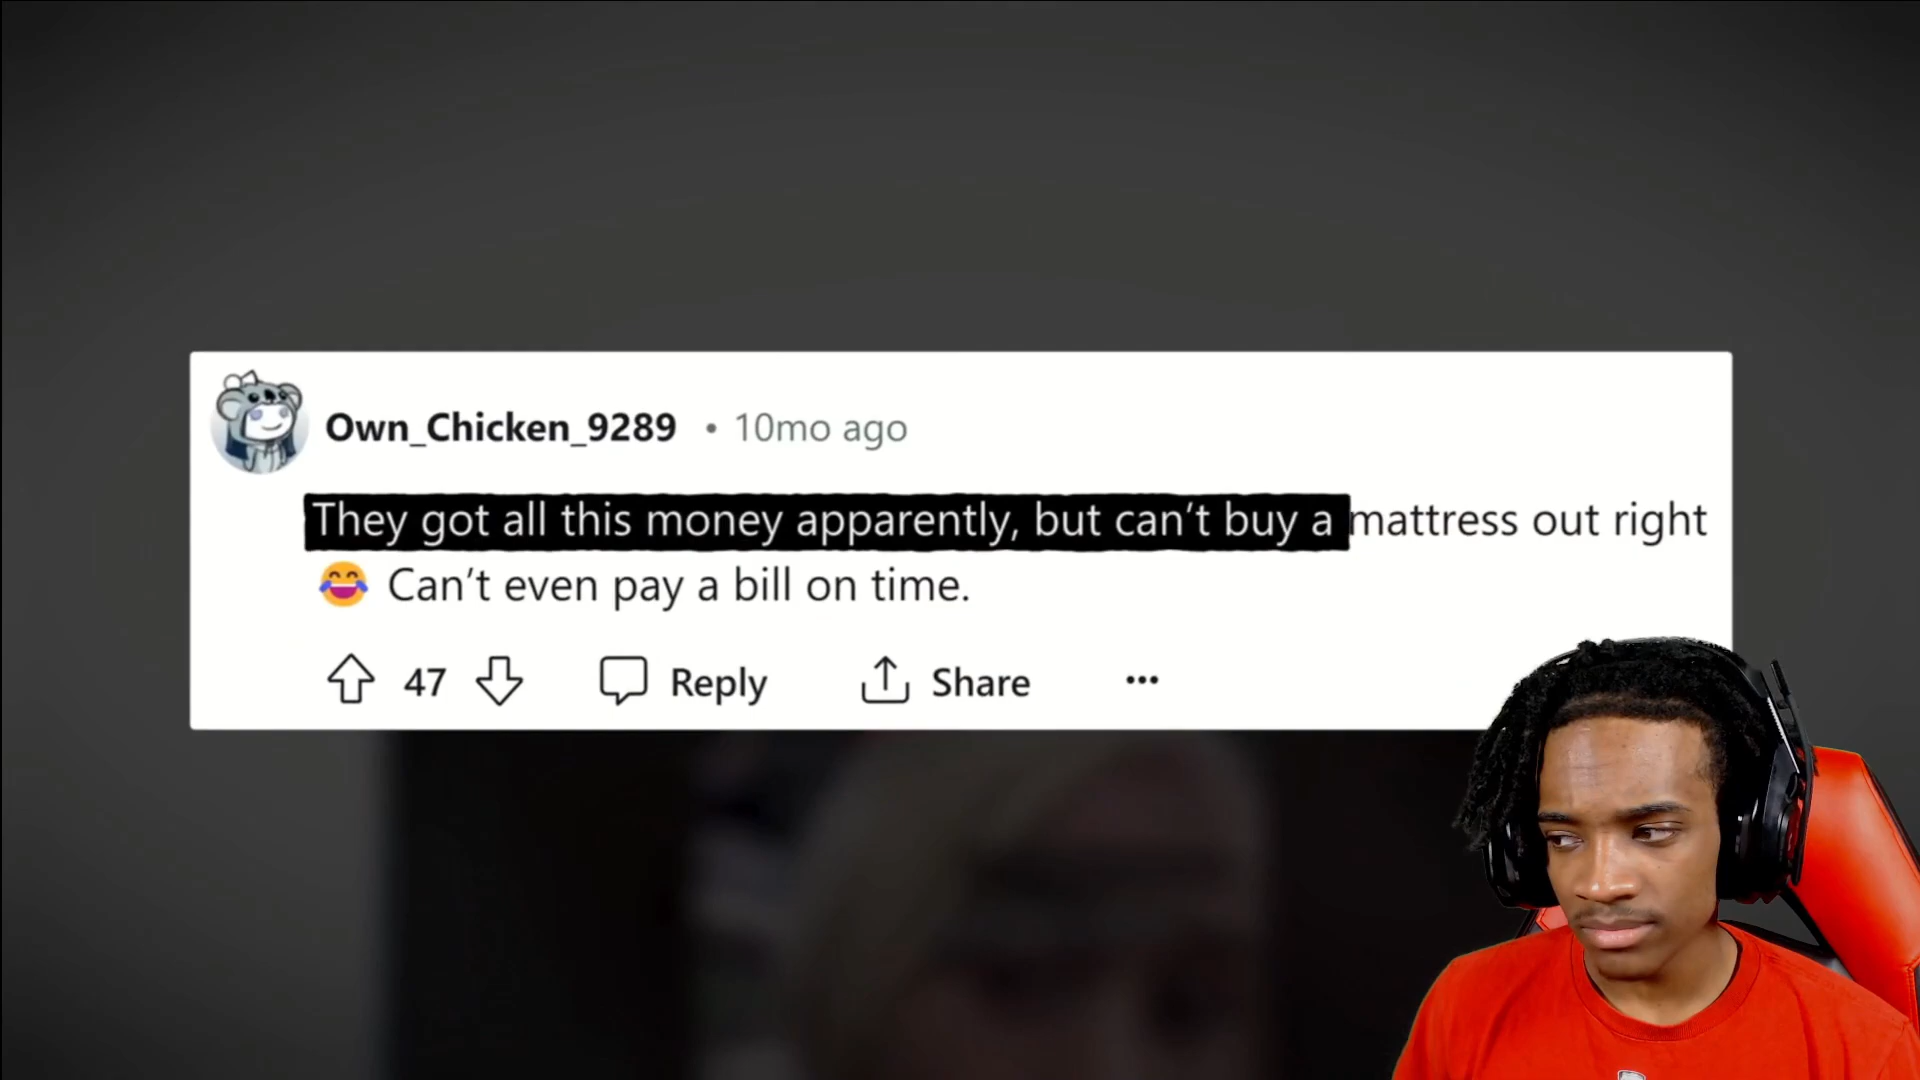 Own_Chicken_9289 • 10mo ago
They got all this money apparently, but can't buy a mattress out right
😂 Can't even pay a bill on time.
47 Reply Share ...